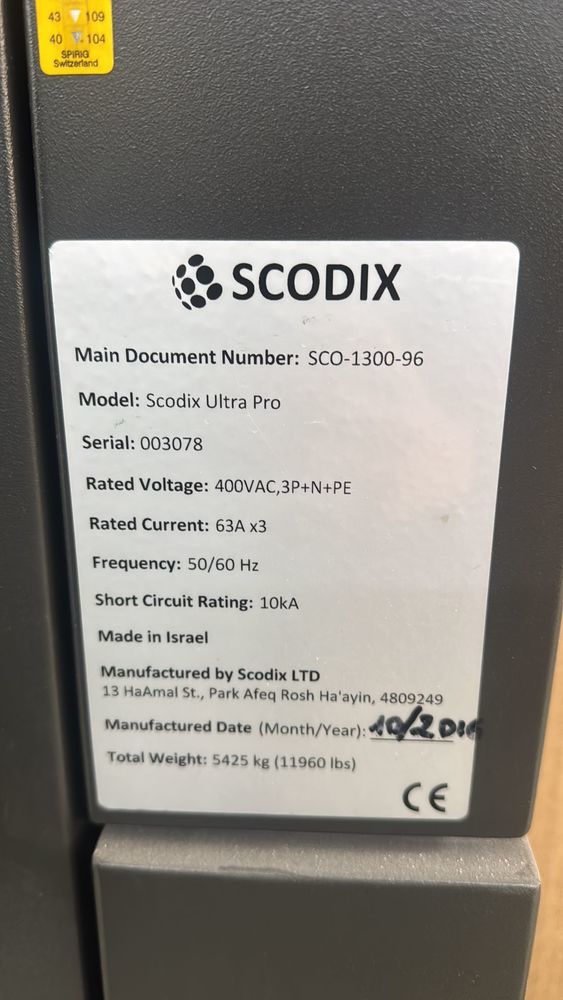 43 109
40 104
SPIRIG
Switzerland
SCODIX
Main Document Number: SCO-1300-96
Model: Scodix Ultra Pro
Serial: 003078
Rated Voltage: 400VAC,3P+N+PE
Rated Current: 63A x3
Frequency: 50/60 Hz
Short Circuit Rating: 10kA
Made in Israel
Manufactured by Scodix LTD
13 HaAmal St., Park Afeq Rosh Ha'ayin, 4809249
Manufactured Date (Month/Year): 10/2016
Total Weight: 5425 kg (11960 lbs)
CE